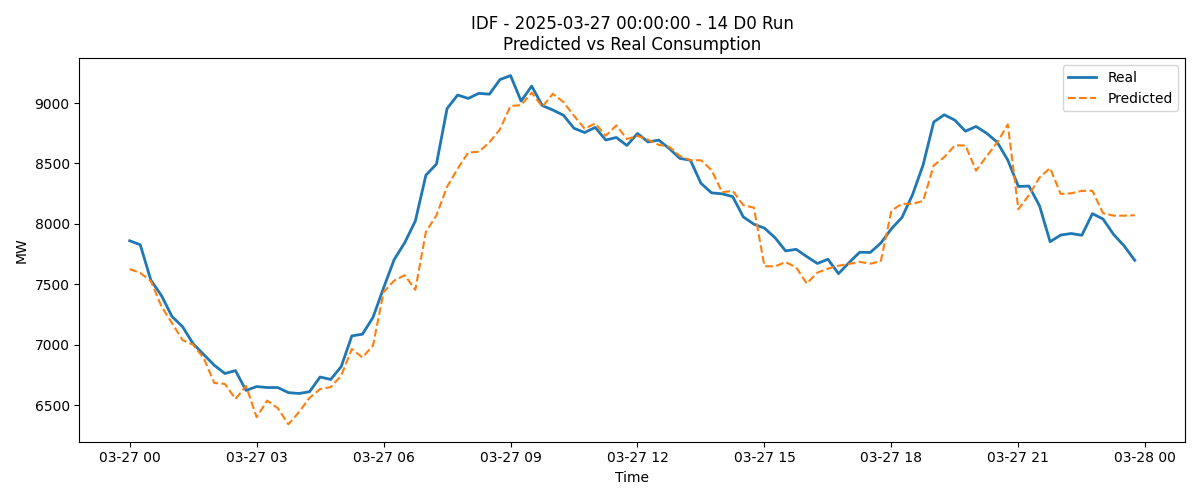 IDF - 2025-03-27 00:00:00 - 14 D0 Run
Predicted vs Real Consumption
Real
Predicted
MW
9000
8500
8000
7500
7000
6500
03-27 00
03-27 03
03-27 06
03-27 09
03-27 12
03-27 15
03-27 18
03-27 21
03-28 00
Time